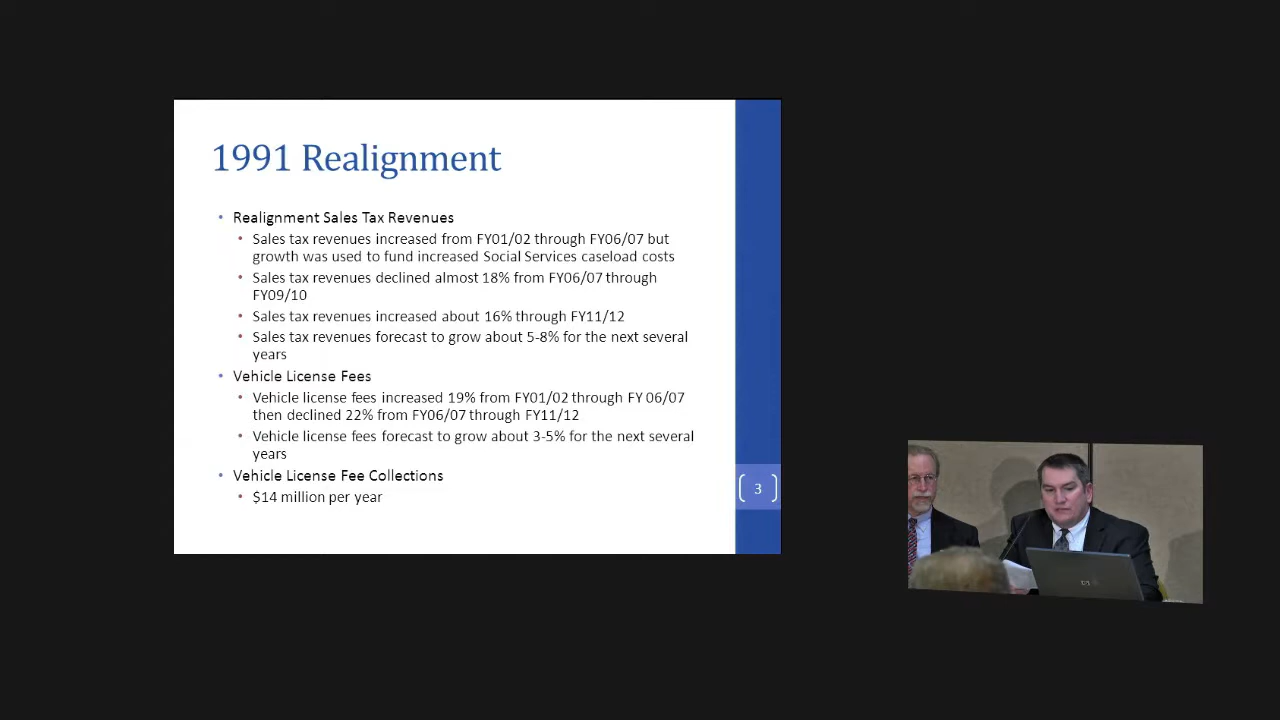 1991 Realignment
• Realignment Sales Tax Revenues
• Sales tax revenues increased from FY01/02 through FY06/07 but
growth was used to fund increased Social Services caseload costs
• Sales tax revenues declined almost 18% from FY06/07 through
FY09/10
• Sales tax revenues increased about 16% through FY11/12
• Sales tax revenues forecast to grow about 5-8% for the next several
years
• Vehicle License Fees
• Vehicle license fees increased 19% from FY01/02 through FY 06/07
then declined 22% from FY06/07 through FY11/12
• Vehicle license fees forecast to grow about 3-5% for the next several
years
• Vehicle License Fee Collections
• $14 million per year
3